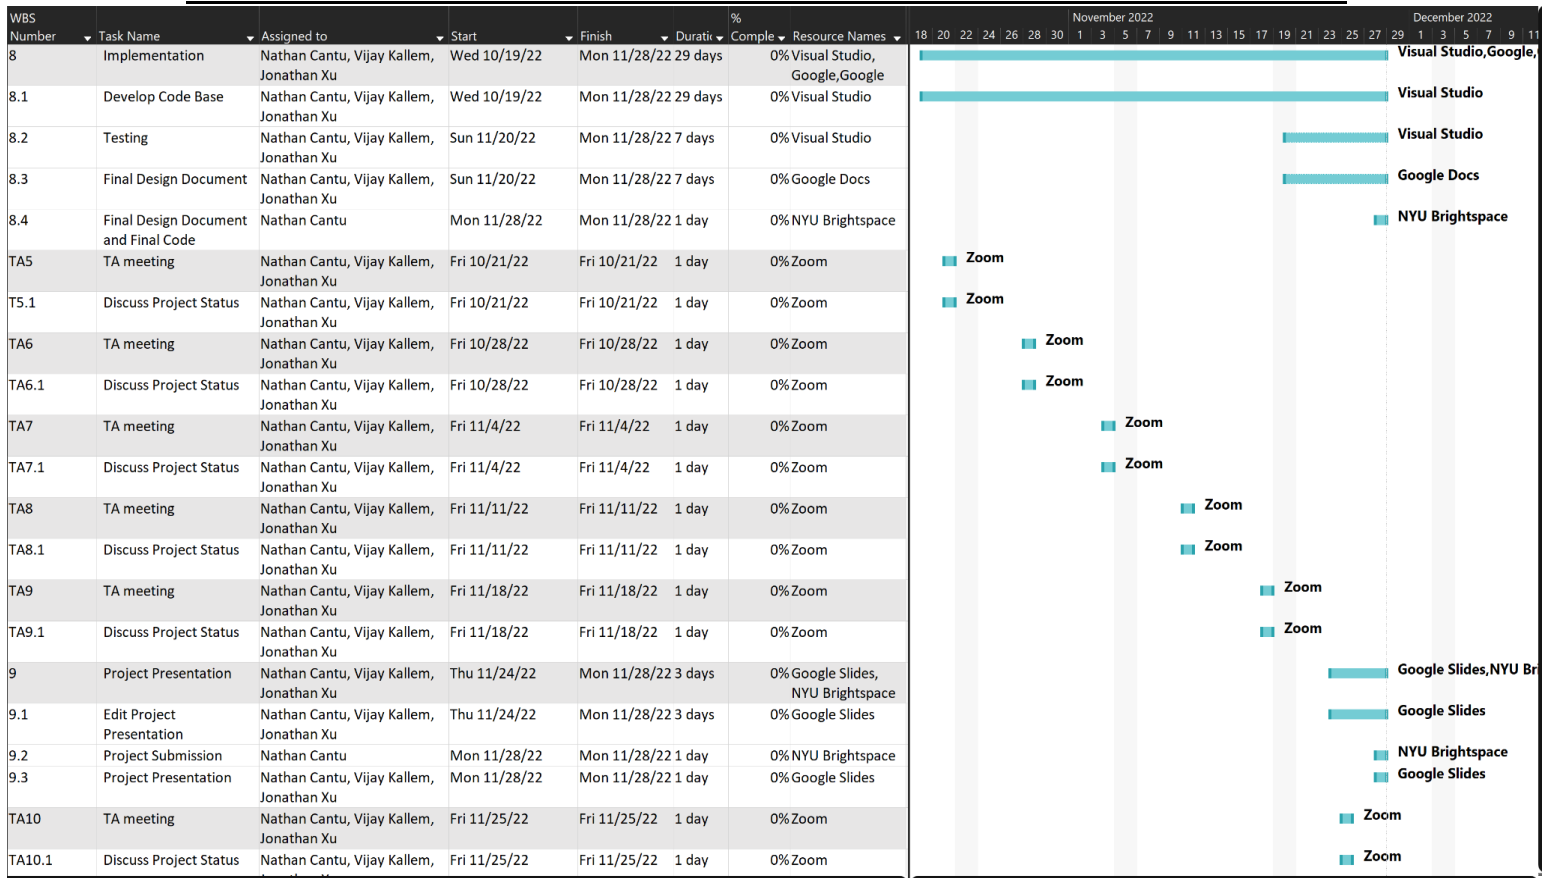 WBS % November 2022 December 2022
Number Task Name Assigned to Start Finish Duratic Comple Resource Names 18 20 22 24 26 28 30 1 3 5 7 9 11 13 15 17 19 21 23 25 27 29 1 3 5 7 9 11
8 Implementation Nathan Cantu, Vijay Kallem, Wed 10/19/22 Mon 11/28/22 29 days 0% Visual Studio, Visual Studio,Google,
Jonathan Xu Google,Google
8.1 Develop Code Base Nathan Cantu, Vijay Kallem, Wed 10/19/22 Mon 11/28/22 29 days 0% Visual Studio Visual Studio
Jonathan Xu
8.2 Testing Nathan Cantu, Vijay Kallem, Sun 11/20/22 Mon 11/28/22 7 days 0% Visual Studio Visual Studio
Jonathan Xu
8.3 Final Design Document Nathan Cantu, Vijay Kallem, Sun 11/20/22 Mon 11/28/22 7 days 0% Google Docs Google Docs
Jonathan Xu
8.4 Final Design Document Nathan Cantu Mon 11/28/22 Mon 11/28/22 1 day 0% NYU Brightspace NYU Brightspace
and Final Code
TA5 TA meeting Nathan Cantu, Vijay Kallem, Fri 10/21/22 Fri 10/21/22 1 day 0% Zoom Zoom
Jonathan Xu
T5.1 Discuss Project Status Nathan Cantu, Vijay Kallem, Fri 10/21/22 Fri 10/21/22 1 day 0% Zoom Zoom
Jonathan Xu
TA6 TA meeting Nathan Cantu, Vijay Kallem, Fri 10/28/22 Fri 10/28/22 1 day 0% Zoom Zoom
Jonathan Xu
TA6.1 Discuss Project Status Nathan Cantu, Vijay Kallem, Fri 10/28/22 Fri 10/28/22 1 day 0% Zoom Zoom
Jonathan Xu
TA7 TA meeting Nathan Cantu, Vijay Kallem, Fri 11/4/22 Fri 11/4/22 1 day 0% Zoom Zoom
Jonathan Xu
TA7.1 Discuss Project Status Nathan Cantu, Vijay Kallem, Fri 11/4/22 Fri 11/4/22 1 day 0% Zoom Zoom
Jonathan Xu
TA8 TA meeting Nathan Cantu, Vijay Kallem, Fri 11/11/22 Fri 11/11/22 1 day 0% Zoom Zoom
Jonathan Xu
TA8.1 Discuss Project Status Nathan Cantu, Vijay Kallem, Fri 11/11/22 Fri 11/11/22 1 day 0% Zoom Zoom
Jonathan Xu
TA9 TA meeting Nathan Cantu, Vijay Kallem, Fri 11/18/22 Fri 11/18/22 1 day 0% Zoom Zoom
Jonathan Xu
TA9.1 Discuss Project Status Nathan Cantu, Vijay Kallem, Fri 11/18/22 Fri 11/18/22 1 day 0% Zoom Zoom
Jonathan Xu
9 Project Presentation Nathan Cantu, Vijay Kallem, Thu 11/24/22 Mon 11/28/22 3 days 0% Google Slides, Google Slides,NYU Bri
Jonathan Xu NYU Brightspace
9.1 Edit Project Nathan Cantu, Vijay Kallem, Thu 11/24/22 Mon 11/28/22 3 days 0% Google Slides Google Slides
Presentation Jonathan Xu
9.2 Project Submission Nathan Cantu Mon 11/28/22 Mon 11/28/22 1 day 0% NYU Brightspace NYU Brightspace
9.3 Project Presentation Nathan Cantu, Vijay Kallem, Mon 11/28/22 Mon 11/28/22 1 day 0% Google Slides Google Slides
Jonathan Xu
TA10 TA meeting Nathan Cantu, Vijay Kallem, Fri 11/25/22 Fri 11/25/22 1 day 0% Zoom Zoom
Jonathan Xu
TA10.1 Discuss Project Status Nathan Cantu, Vijay Kallem, Fri 11/25/22 Fri 11/25/22 1 day 0% Zoom Zoom